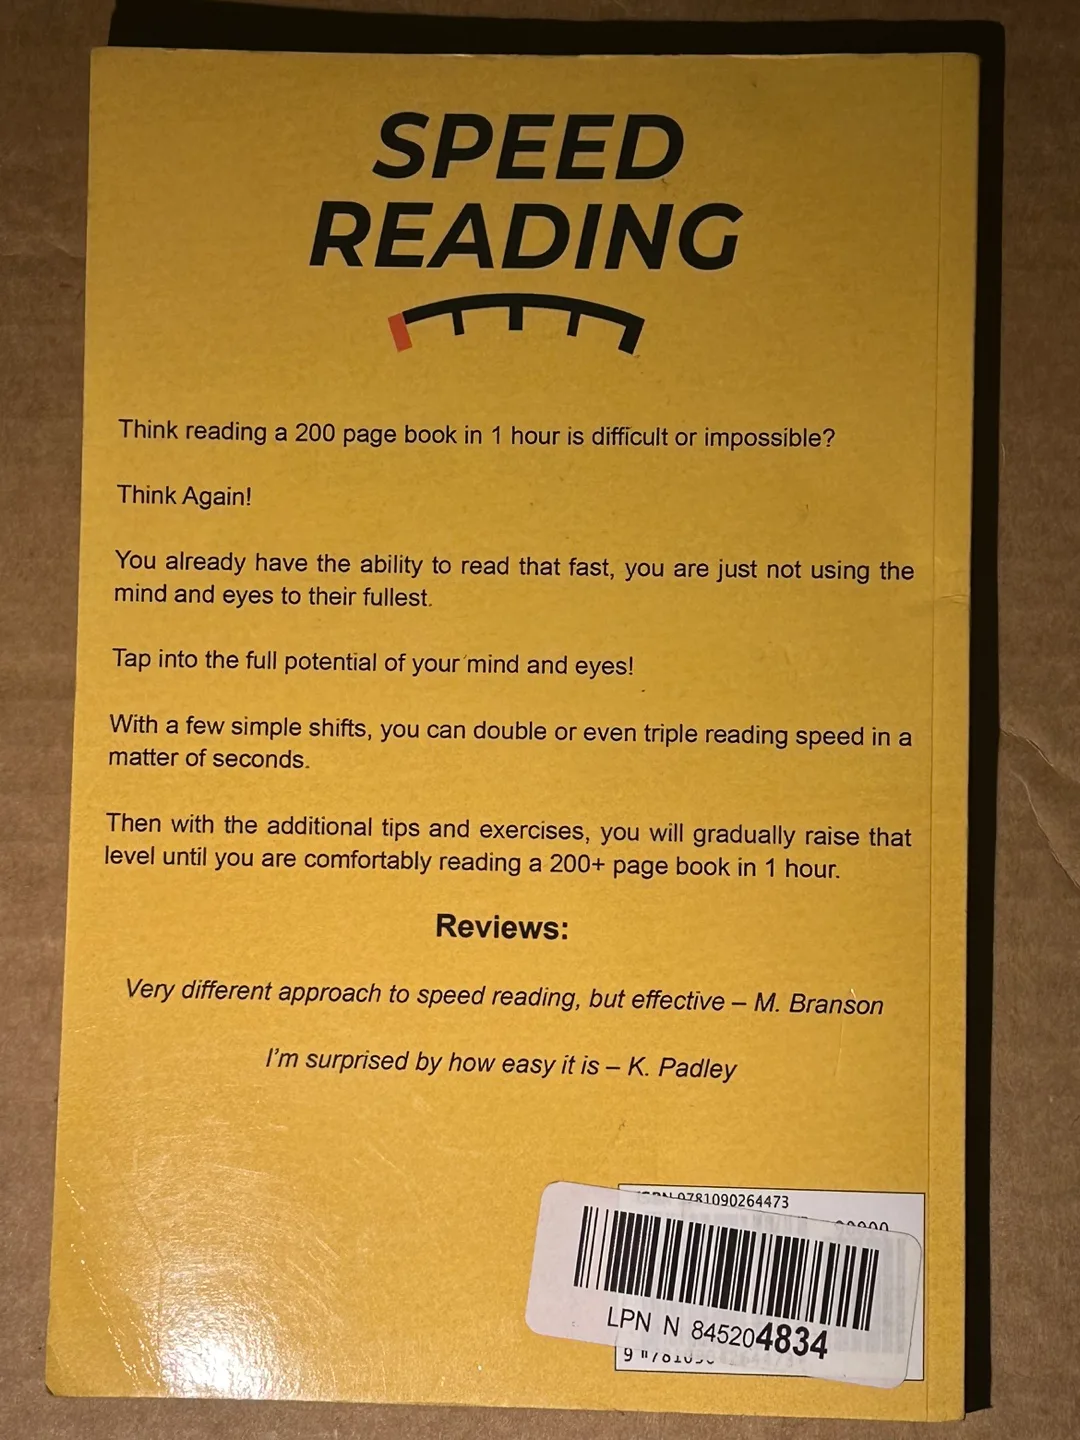 SPEED
READING
Think reading a 200 page book in 1 hour is difficult or impossible?
Think Again!
You already have the ability to read that fast, you are just not using the
mind and eyes to their fullest.
Tap into the full potential of your mind and eyes!
With a few simple shifts, you can double or even triple reading speed in a
matter of seconds.
Then with the additional tips and exercises, you will gradually raise that
level until you are comfortably reading a 200+ page book in 1 hour.
Reviews:
Very different approach to speed reading, but effective – M. Branson
I'm surprised by how easy it is – K. Padley
ISBN 9781090264473
LPN N 845204834